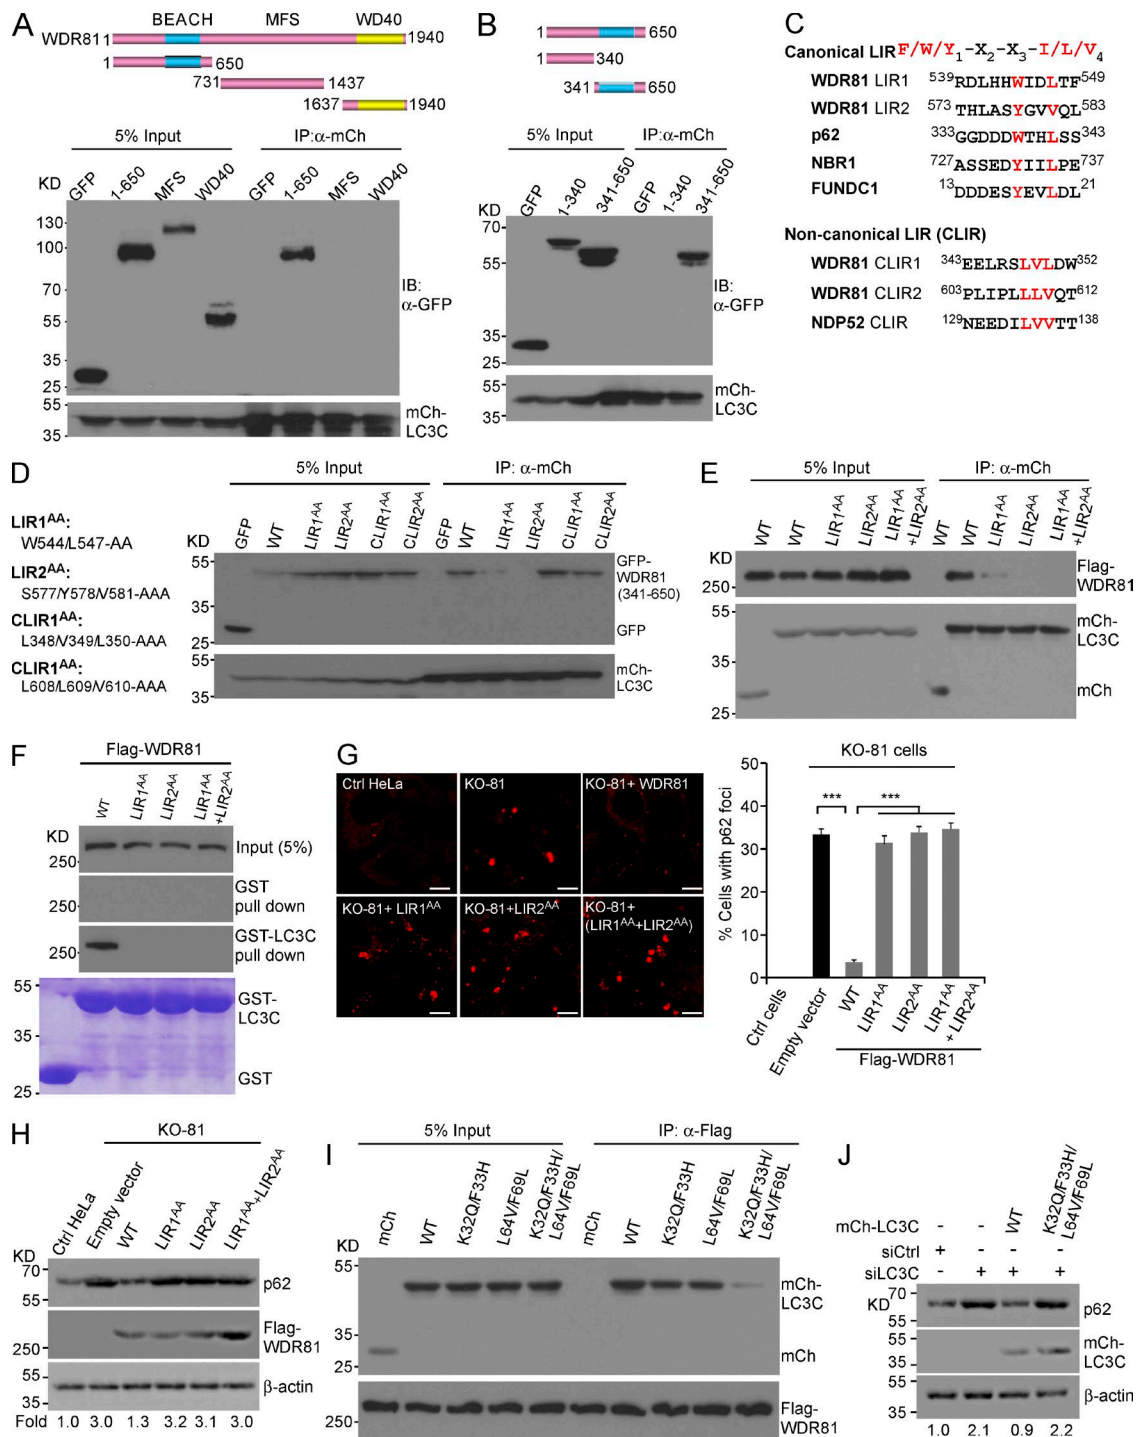 A
BEACH MFS WD40
WDR81 1 1940
1 650
731 1437
1637 1940
5% Input IP:α-mCh
KD GFP 1-650 MFS WD40 GFP 1-650 MFS WD40
130
100
70
55
35
25
IB:
α-GFP
55
35
mCh-
LC3C
B
1 650
1 340
341 650
5% Input IP:α-mCh
KD GFP 1-340 341-650 GFP 1-340 341-650
70
55
35
25
IB:
α-GFP
55
35
mCh-
LC3C
C
Canonical LIR F/W/Y1-X2-X3-I/L/V4
WDR81 LIR1 539RDLHHWIDLTF549
WDR81 LIR2 573THLASYGVVQL583
p62 333GGDDDWTHLSS343
NBR1 727ASSEDYIILPE737
FUNDC1 13DDDESYEVLDL21
Non-canonical LIR (CLIR)
WDR81 CLIR1 343EELRSLVLDW352
WDR81 CLIR2 603PLIPLLLVQT612
NDP52 CLIR 129NEEDILVVTT138
D
LIR1AA:
W544/L547-AA
LIR2AA:
S577/Y578/V581-AAA
CLIR1AA:
L348/V349/L350-AAA
CLIR1AA:
L608/L609/V610-AAA
5% Input IP: α-mCh
KD GFP WT LIR1AA LIR2AA CLIR1AA CLIR2AA GFP WT LIR1AA LIR2AA CLIR1AA CLIR2AA
55
35
25
GFP-
WDR81
(341-650)
GFP
55
35
mCh-
LC3C
E
5% Input IP: α-mCh
KD WT WT LIR1AA LIR2AA LIR1AA +LIR2AA WT WT LIR1AA LIR2AA LIR1AA +LIR2AA
250
Flag-
WDR81
55
35
25
mCh-
LC3C
mCh
F
Flag-WDR81
KD WT LIR1AA LIR2AA LIR1AA +LIR2AA
250 Input (5%)
250 GST
pull down
250 GST-LC3C
pull down
55
35
25
GST-
LC3C
GST
G
Ctrl HeLa KO-81 KO-81+ WDR81
KO-81+ LIR1AA KO-81+LIR2AA KO-81+
(LIR1AA+LIR2AA)
KO-81 cells
% Cells with p62 foci
50
40
30
20
10
0
*** ***
Ctrl cells Empty vector WT LIR1AA LIR2AA LIR1AA + LIR2AA
Flag-WDR81
H
KO-81
KD Ctrl HeLa Empty vector WT LIR1AA LIR2AA LIR1AA+LIR2AA
70
55
p62
250
Flag-
WDR81
55
35
β-actin
Fold 1.0 3.0 1.3 3.2 3.1 3.0
I
5% Input IP: α-Flag
KD mCh WT K32Q/F33H L64V/F69L K32Q/F33H/ L64V/F69L mCh WT K32Q/F33H L64V/F69L K32Q/F33H/ L64V/F69L
55
35
25
mCh-
LC3C
mCh
250
Flag-
WDR81
J
mCh-LC3C - - WT K32Q/F33H/ L64V/F69L
siCtrl + - - -
siLC3C - + + +
KD 70
55
p62
55
35
mCh-
LC3C
55
35
β-actin
1.0 2.1 0.9 2.2